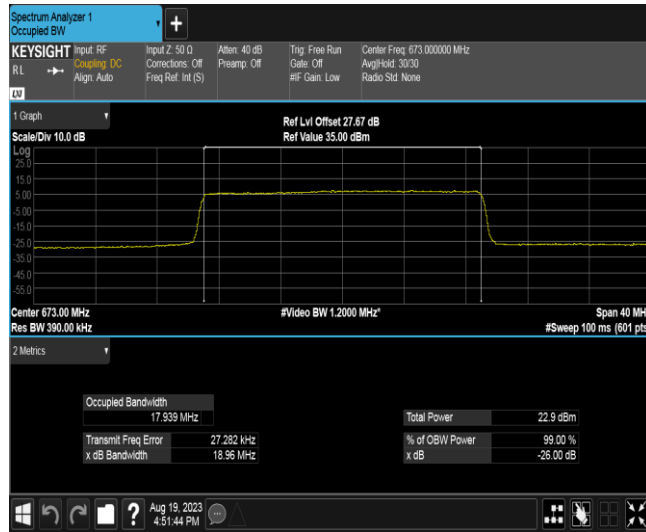 Spectrum Analyzer 1
Occupied BW
+
KEYSIGHT
RL
LXI
Input: RF
Coupling: DC
Align: Auto
Input Z: 50 Ω
Corrections: Off
Freq Ref: Int (S)
Atten: 40 dB
Preamp: Off
Trig: Free Run
Gate: Off
#IF Gain: Low
Center Freq: 673.000000 MHz
Avg|Hold: 30/30
Radio Std: None
1 Graph
Scale/Div 10.0 dB
Ref Lvl Offset 27.67 dB
Ref Value 35.00 dBm
Log
25.0
15.0
5.00
-5.00
-15.0
-25.0
-35.0
-45.0
-55.0
Center 673.00 MHz
#Video BW 1.2000 MHz*
Span 40 MH
Res BW 390.00 kHz
#Sweep 100 ms (601 pts
2 Metrics
Occupied Bandwidth
17.939 MHz
Transmit Freq Error 27.282 kHz
x dB Bandwidth 18.96 MHz
Total Power 22.9 dBm
% of OBW Power 99.00 %
x dB -26.00 dB
?
Aug 19, 2023
4:51:44 PM